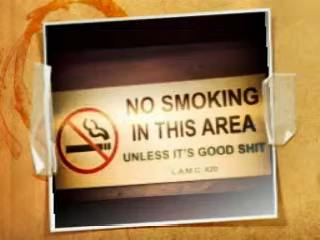 NO SMOKING
IN THIS AREA
UNLESS IT'S GOOD SHIT
L.A.M.C. 420